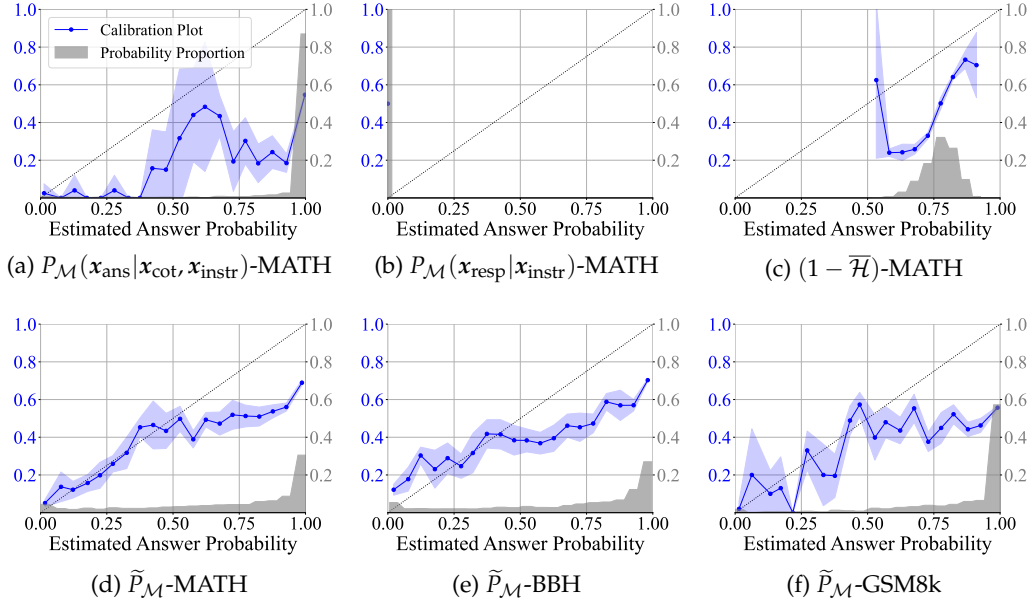 Calibration Plot
Probability Proportion
1.0 0.8 0.6 0.4 0.2
1.0 0.8 0.6 0.4 0.2
0.00 0.25 0.50 0.75 1.00
Estimated Answer Probability
(a) P_M(x_ans|x_cot, x_instr)-MATH
1.0 0.8 0.6 0.4 0.2
1.0 0.8 0.6 0.4 0.2
0.00 0.25 0.50 0.75 1.00
Estimated Answer Probability
(b) P_M(x_resp|x_instr)-MATH
1.0 0.8 0.6 0.4 0.2
1.0 0.8 0.6 0.4 0.2
0.00 0.25 0.50 0.75 1.00
Estimated Answer Probability
(c) (1 − H̅)-MATH
1.0 0.8 0.6 0.4 0.2
1.0 0.8 0.6 0.4 0.2
0.00 0.25 0.50 0.75 1.00
Estimated Answer Probability
(d) P̃_M-MATH
1.0 0.8 0.6 0.4 0.2
1.0 0.8 0.6 0.4 0.2
0.00 0.25 0.50 0.75 1.00
Estimated Answer Probability
(e) P̃_M-BBH
1.0 0.8 0.6 0.4 0.2
1.0 0.8 0.6 0.4 0.2
0.00 0.25 0.50 0.75 1.00
Estimated Answer Probability
(f) P̃_M-GSM8k